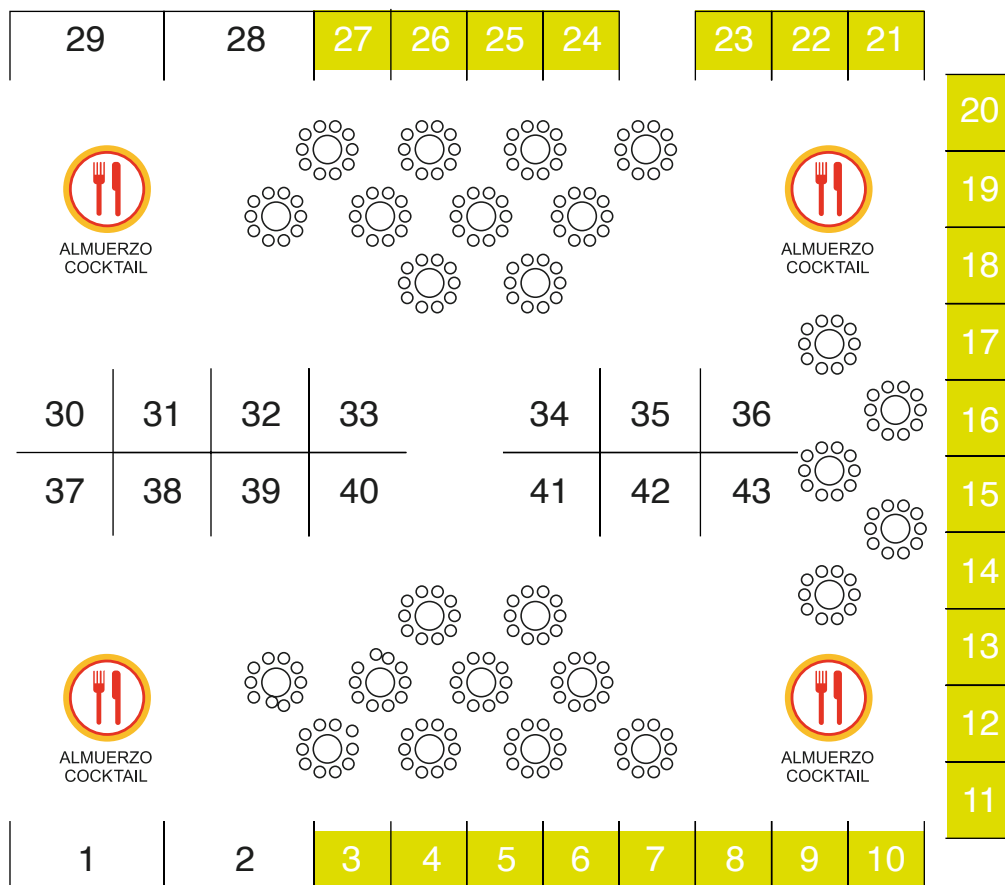 29 28 27 26 25 24 23 22 21
20
19
18
17
16
15
14
13
12
11
ALMUERZO
COCKTAIL
ALMUERZO
COCKTAIL
30 31 32 33 34 35 36
37 38 39 40 41 42 43
ALMUERZO
COCKTAIL
ALMUERZO
COCKTAIL
1 2 3 4 5 6 7 8 9 10